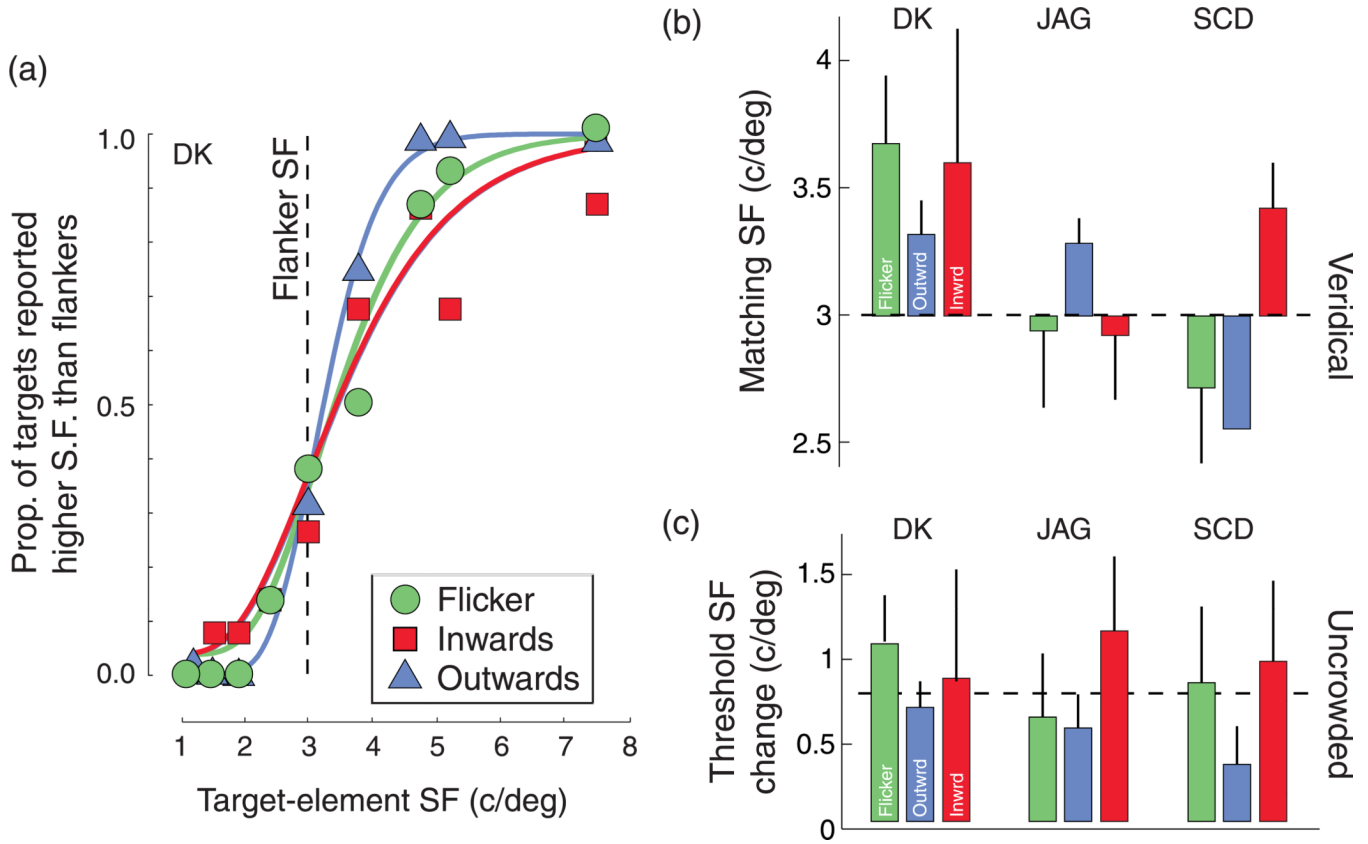 (a)
DK
Flanker SF
Prop. of targets reported
higher S.F. than flankers
1.0
0.5
0.0
Flicker
Inwards
Outwards
1 2 3 4 5 6 7 8
Target-element SF (c/deg)
(b)
DK JAG SCD
Matching SF (c/deg)
4
3.5
3
2.5
Flicker
Outwrd
Inwrd
Veridical
(c)
DK JAG SCD
Threshold SF
change (c/deg)
1.5
1
0.5
0
Flicker
Outwrd
Inwrd
Uncrowded